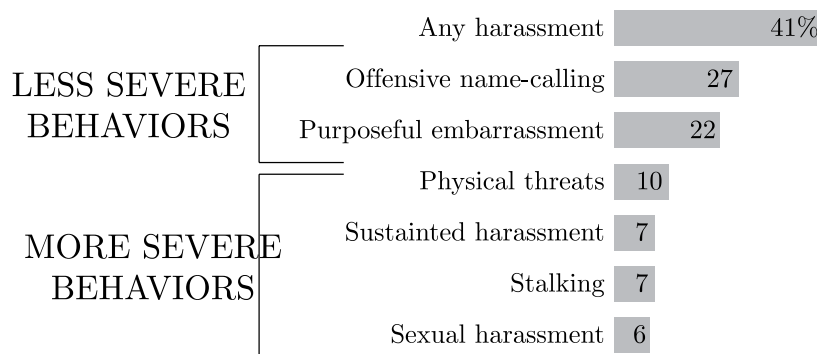 Any harassment 41%
LESS SEVERE
BEHAVIORS
Offensive name-calling 27
Purposeful embarrassment 22
Physical threats 10
MORE SEVERE
BEHAVIORS
Sustainted harassment 7
Stalking 7
Sexual harassment 6